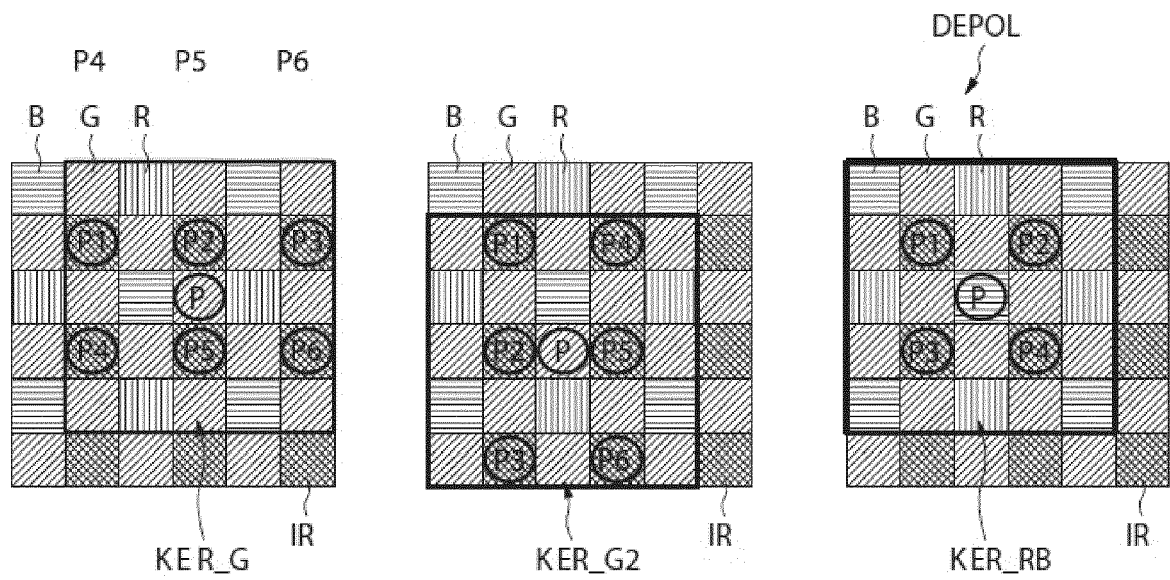 DEPOL
P4 P5 P6
B G R
B G R
B G R
P1 P2 P3
P1 P4
P1 P2
P
P
P4 P5 P6
P2 P P5
P3 P4
P3 P6
IR
IR
IR
KER_G
KER_G2
KER_RB